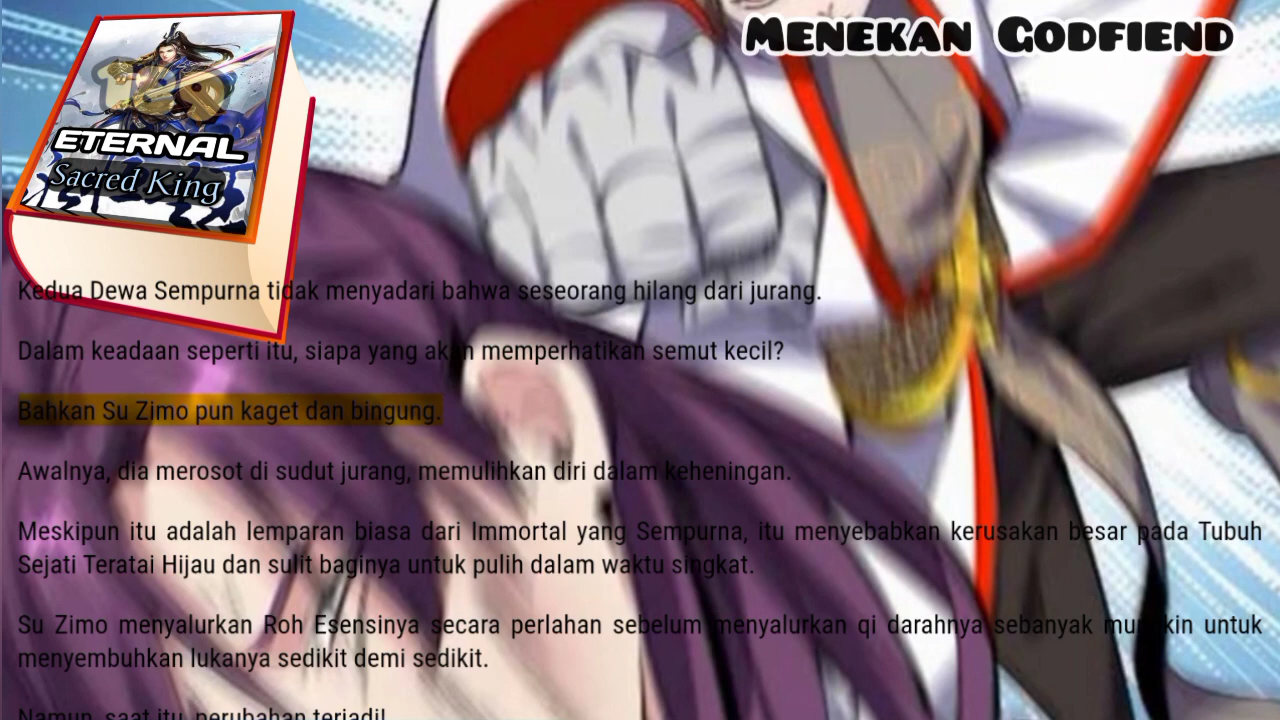 MENEKAN GODFIEND
ETERNAL
Sacred King
Kedua Dewa Sempurna tidak menyadari bahwa seseorang hilang dari jurang.
Dalam keadaan seperti itu, siapa yang akan memperhatikan semut kecil?
Bahkan Su Zimo pun kaget dan bingung.
Awalnya, dia merosot di sudut jurang, memulihkan diri dalam keheningan.
Meskipun itu adalah lemparan biasa dari Immortal yang Sempurna, itu menyebabkan kerusakan besar pada Tubuh
Sejati Teratai Hijau dan sulit baginya untuk pulih dalam waktu singkat.
Su Zimo menyalurkan Roh Esensinya secara perlahan sebelum menyalurkan qi darahnya sebanyak mungkin untuk
menyembuhkan lukanya sedikit demi sedikit.
Namun, saat itu, perubahan terjadi!